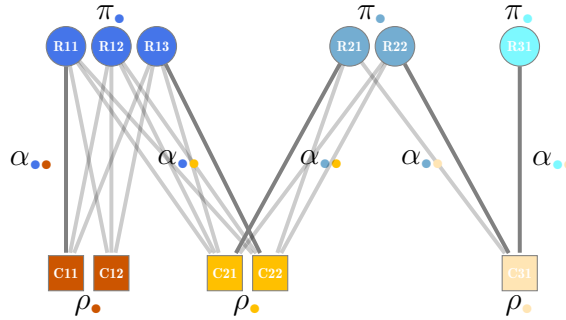 π π π
R11 R12 R13 R21 R22 R31
α α α α α
C11 C12 C21 C22 C31
ρ ρ ρ